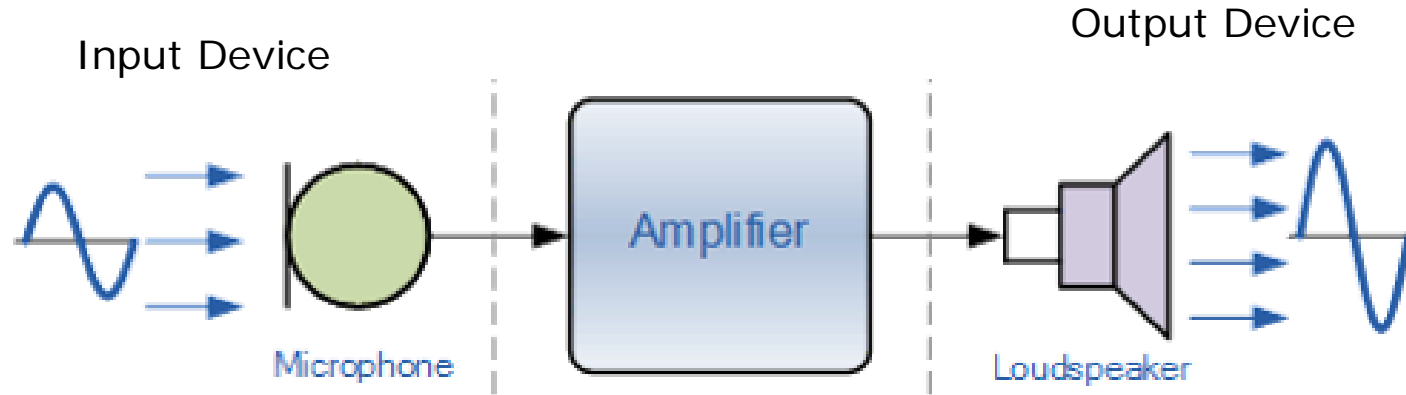 Input Device
Output Device
Amplifier
Microphone
Loudspeaker